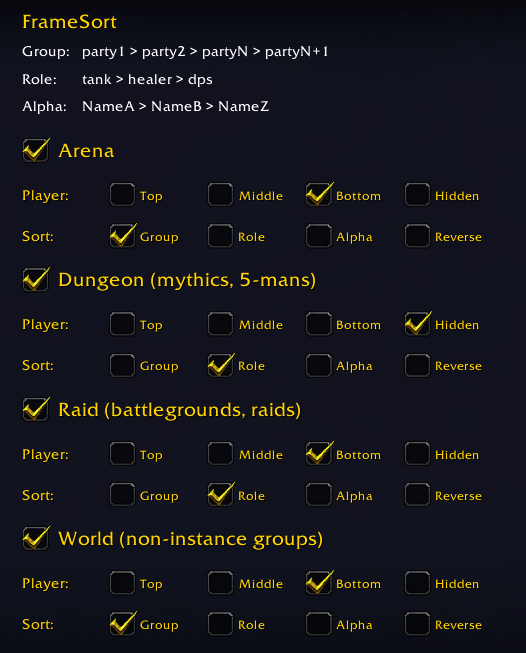 FrameSort
Group: party1 > party2 > partyN > partyN+1
Role: tank > healer > dps
Alpha: NameA > NameB > NameZ
Arena
Player: Top Middle Bottom Hidden
Sort: Group Role Alpha Reverse
Dungeon (mythics, 5-mans)
Player: Top Middle Bottom Hidden
Sort: Group Role Alpha Reverse
Raid (battlegrounds, raids)
Player: Top Middle Bottom Hidden
Sort: Group Role Alpha Reverse
World (non-instance groups)
Player: Top Middle Bottom Hidden
Sort: Group Role Alpha Reverse